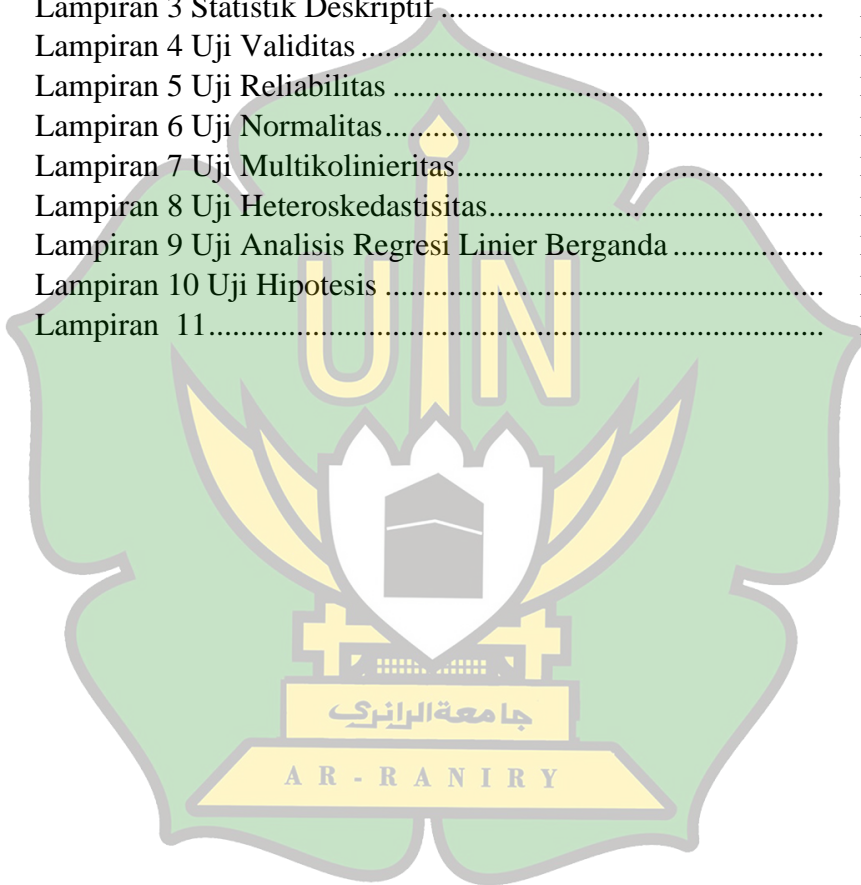 Lampiran 3 Statistik Deskriptif ........................................................
Lampiran 4 Uji Validitas ....................................................................
Lampiran 5 Uji Reliabilitas ...............................................................
Lampiran 6 Uji Normalitas.................................................................
Lampiran 7 Uji Multikolinieritas......................................................
Lampiran 8 Uji Heteroskedastisitas..................................................
Lampiran 9 Uji Analisis Regresi Linier Berganda ..................
Lampiran 10 Uji Hipotesis ................................................................
Lampiran  11...........................................................................................
UIN
جامعةالرانري
AR-RANIRY